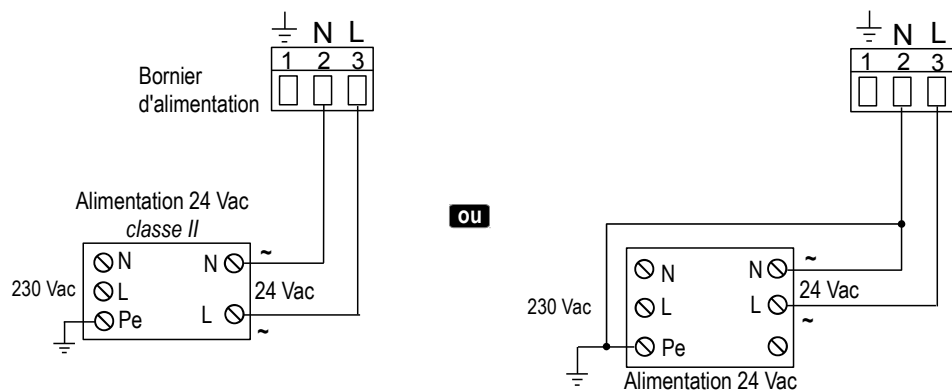 N L
1 2 3
Bornier
d'alimentation
Alimentation 24 Vac
classe II
N
N
~
230 Vac
L
24 Vac
Pe
L
~
ou
N L
1 2 3
N
N
~
230 Vac
L
L
24 Vac
~
Pe
Alimentation 24 Vac